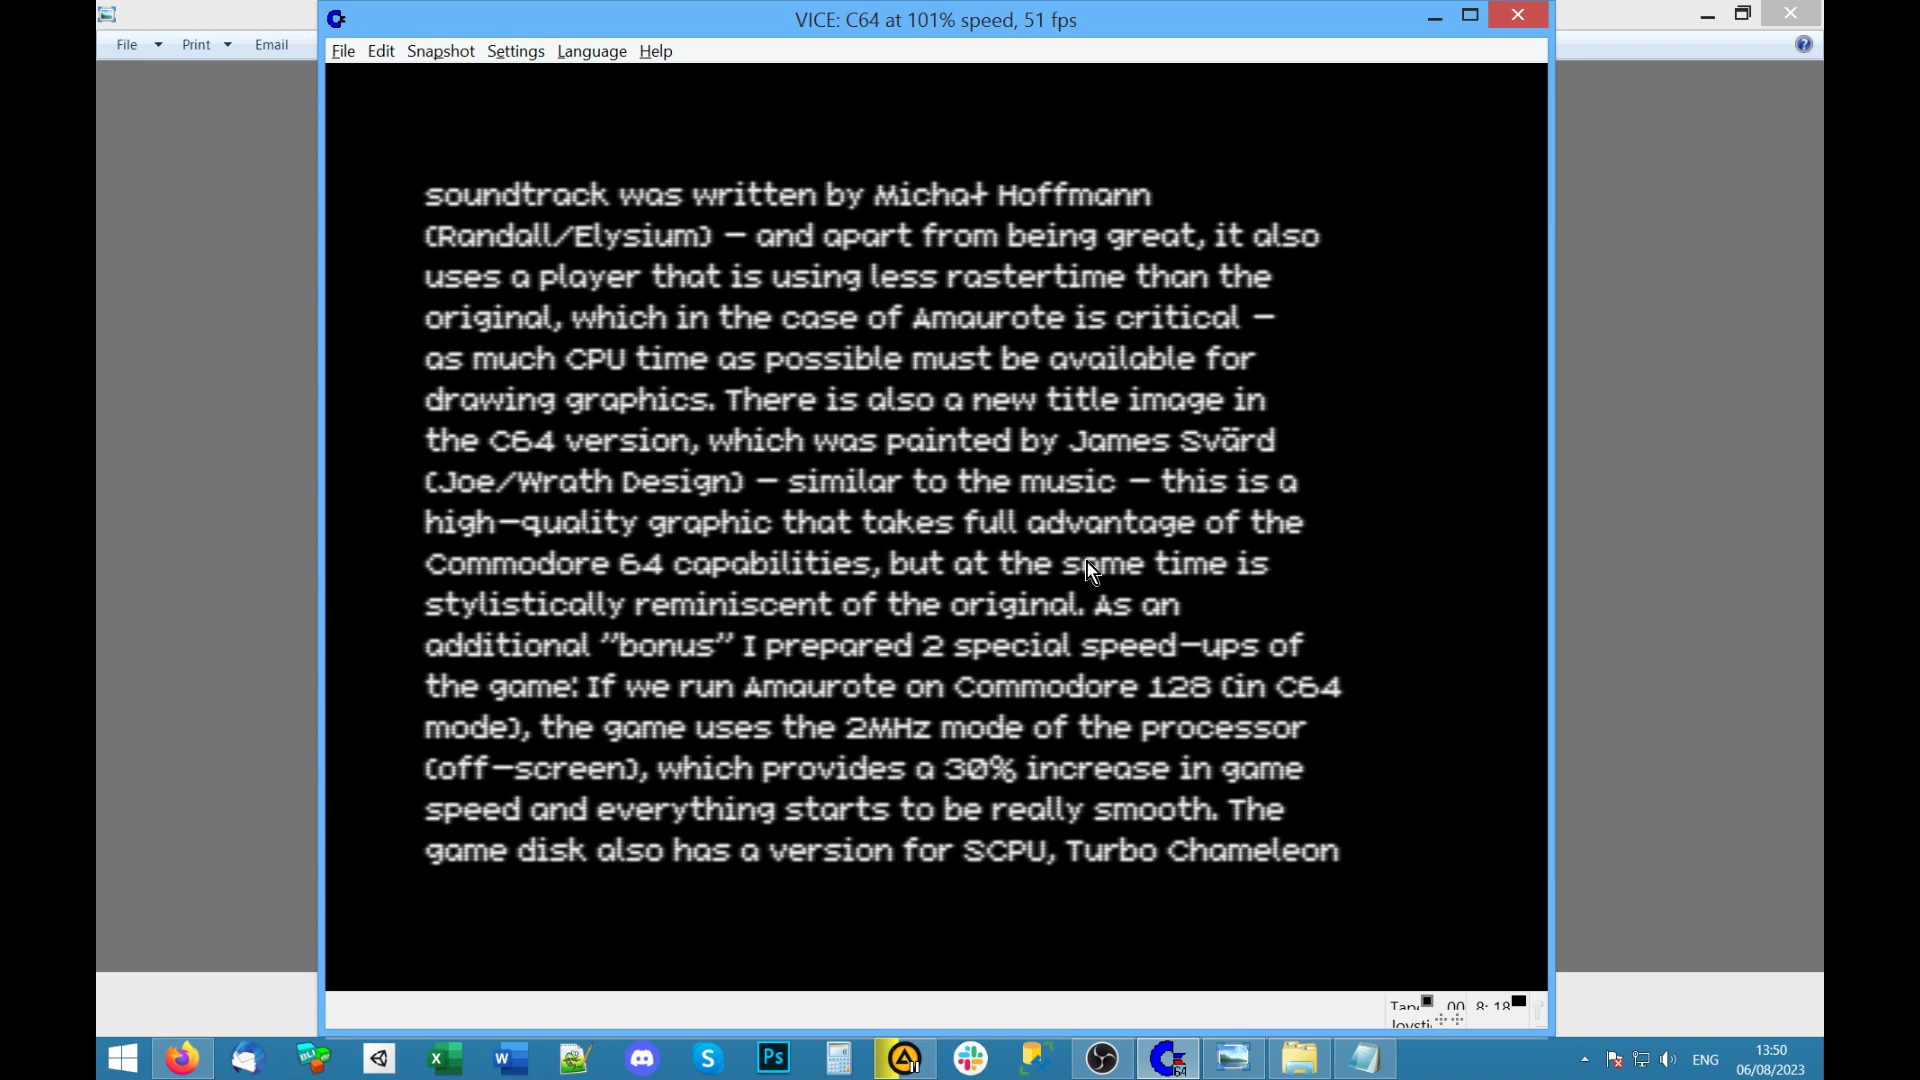 VICE: C64 at 101% speed, 51 fps
File Print Email
File Edit Snapshot Settings Language Help
soundtrack was written by Michał Hoffmann
(Randall/Elysium) – and apart from being great, it also
uses a player that is using less rastertime than the
original, which in the case of Amaurote is critical –
as much CPU time as possible must be available for
drawing graphics. There is also a new title image in
the C64 version, which was painted by James Svärd
(Joe/Wrath Design) – similar to the music – this is a
high-quality graphic that takes full advantage of the
Commodore 64 capabilities, but at the same time is
stylistically reminiscent of the original. As an
additional "bonus" I prepared 2 special speed-ups of
the game: If we run Amaurote on Commodore 128 (in C64
mode), the game uses the 2MHz mode of the processor
(off-screen), which provides a 30% increase in game
speed and everything starts to be really smooth. The
game disk also has a version for SCPU, Turbo Chameleon
00 8: 18
ENG
13:50
06/08/2023